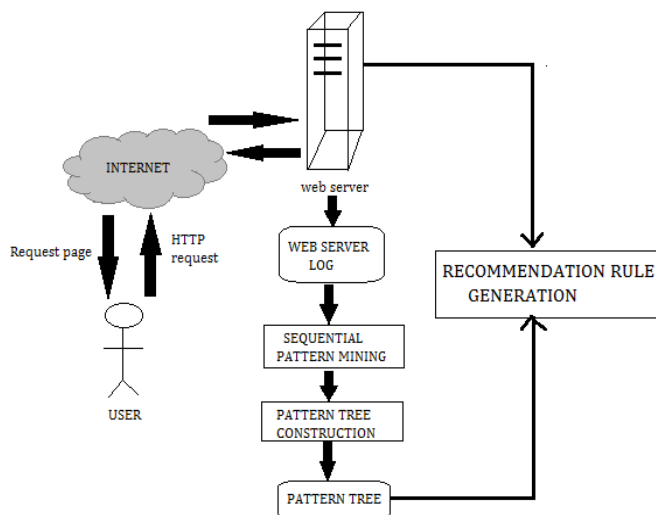 INTERNET
web server
Request page
HTTP
request
WEB SERVER
LOG
RECOMMENDATION RULE
GENERATION
SEQUENTIAL
PATTERN MINING
USER
PATTERN TREE
CONSTRUCTION
PATTERN TREE